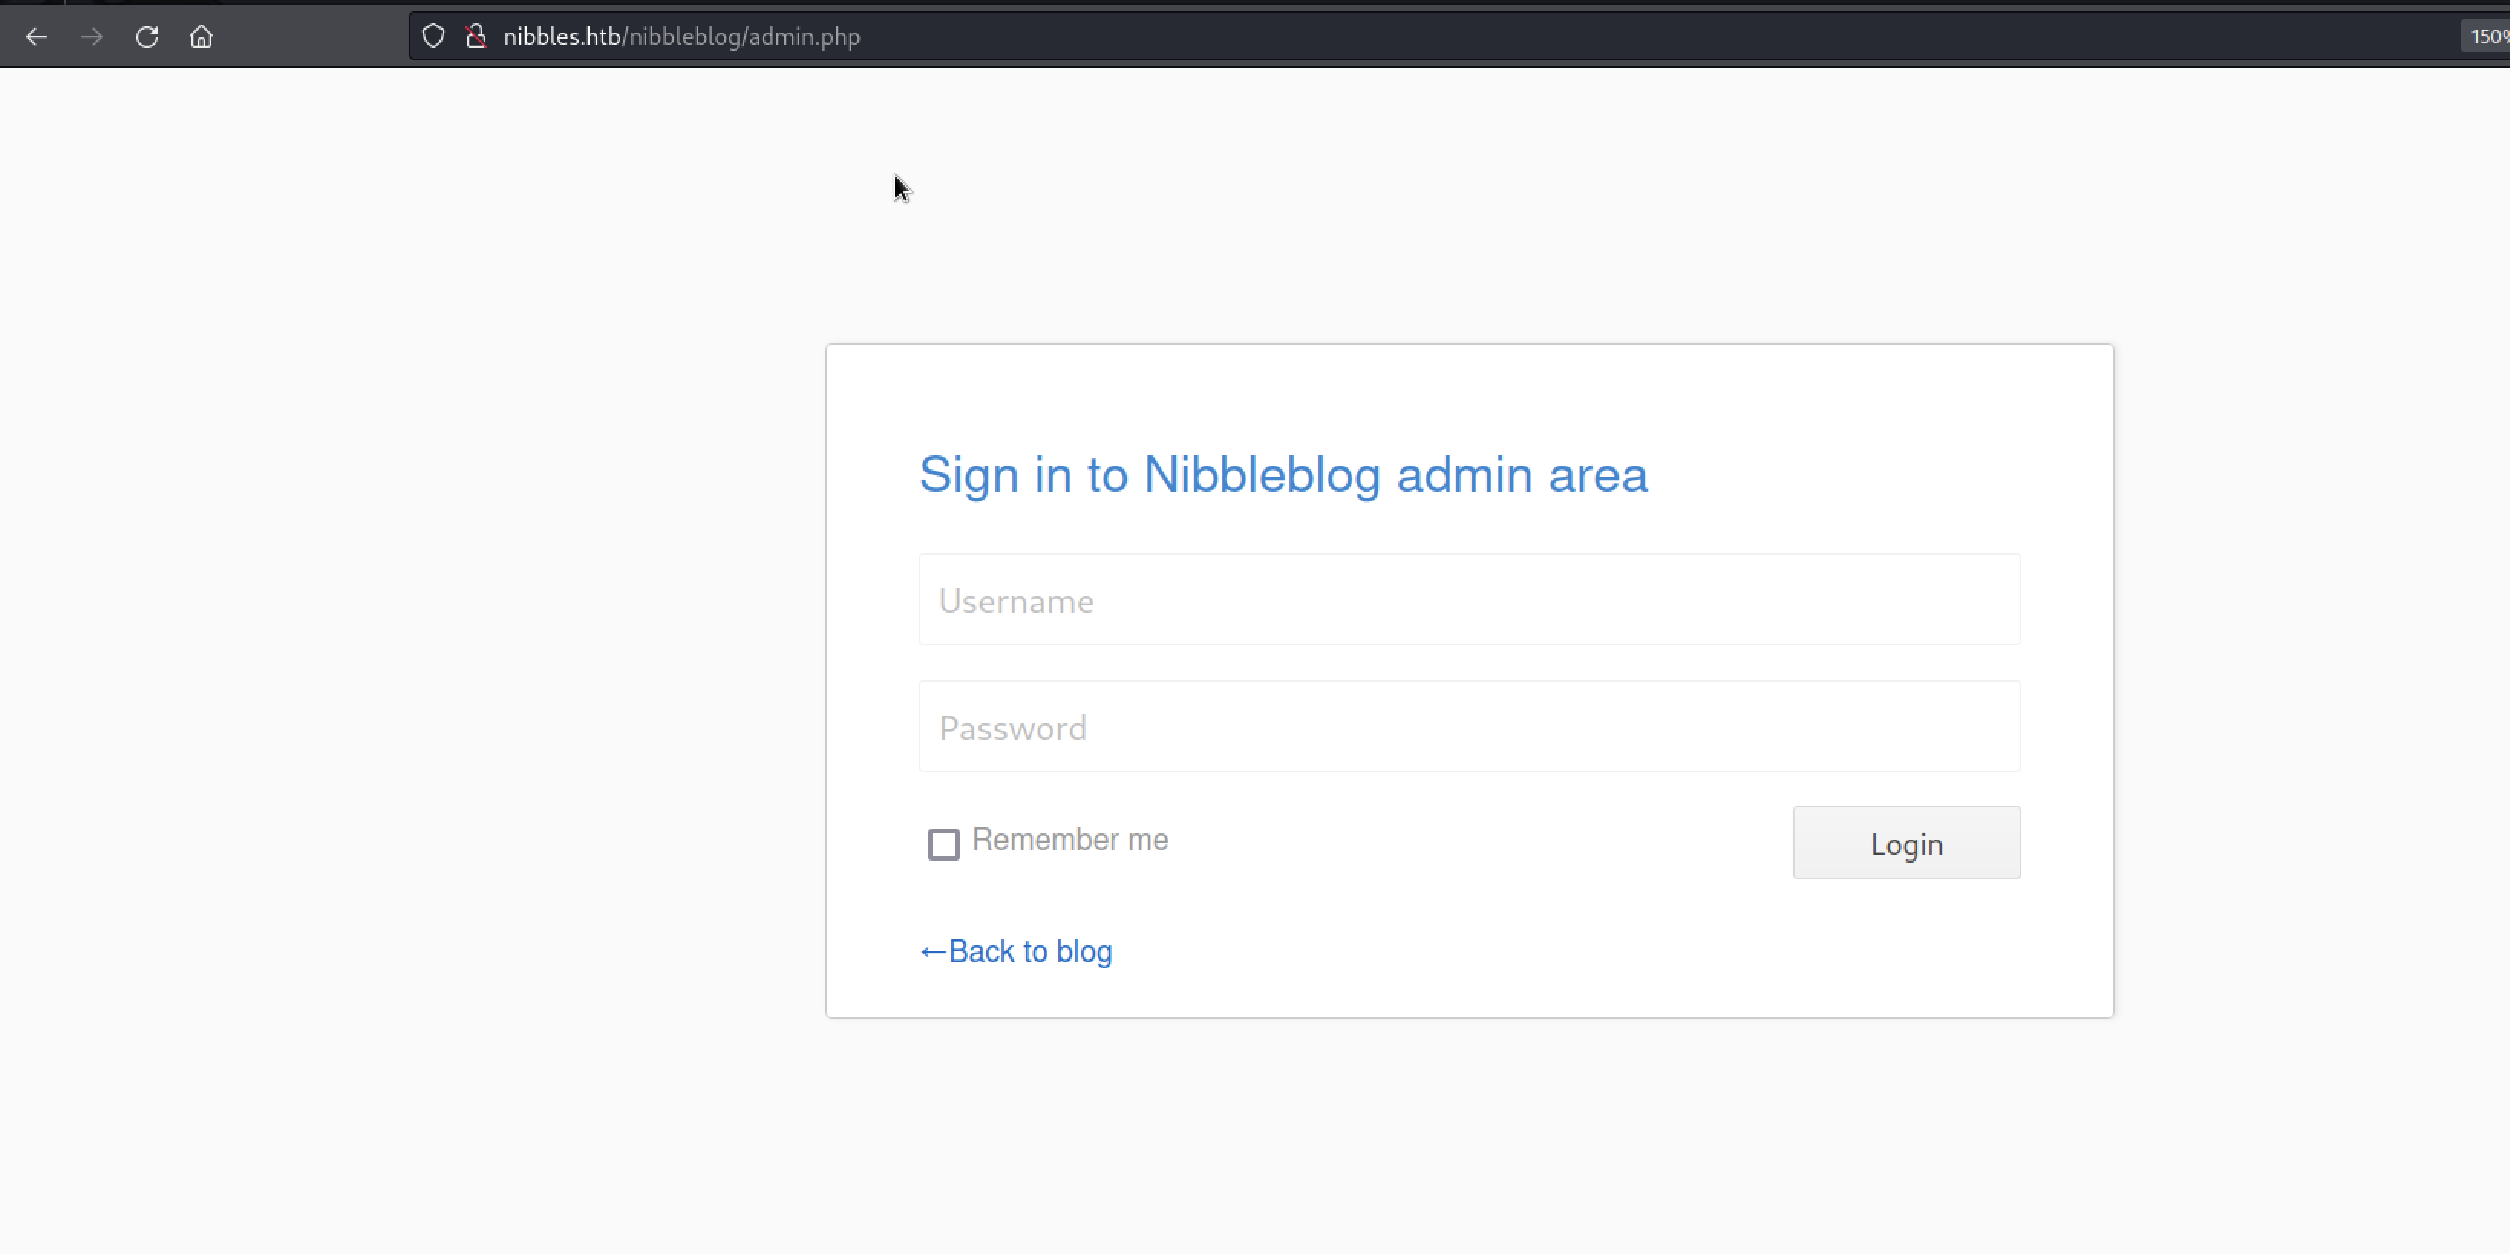 nibbles.htb/nibbleblog/admin.php
150%
Sign in to Nibbleblog admin area
Username
Password
Remember me
Login
←Back to blog